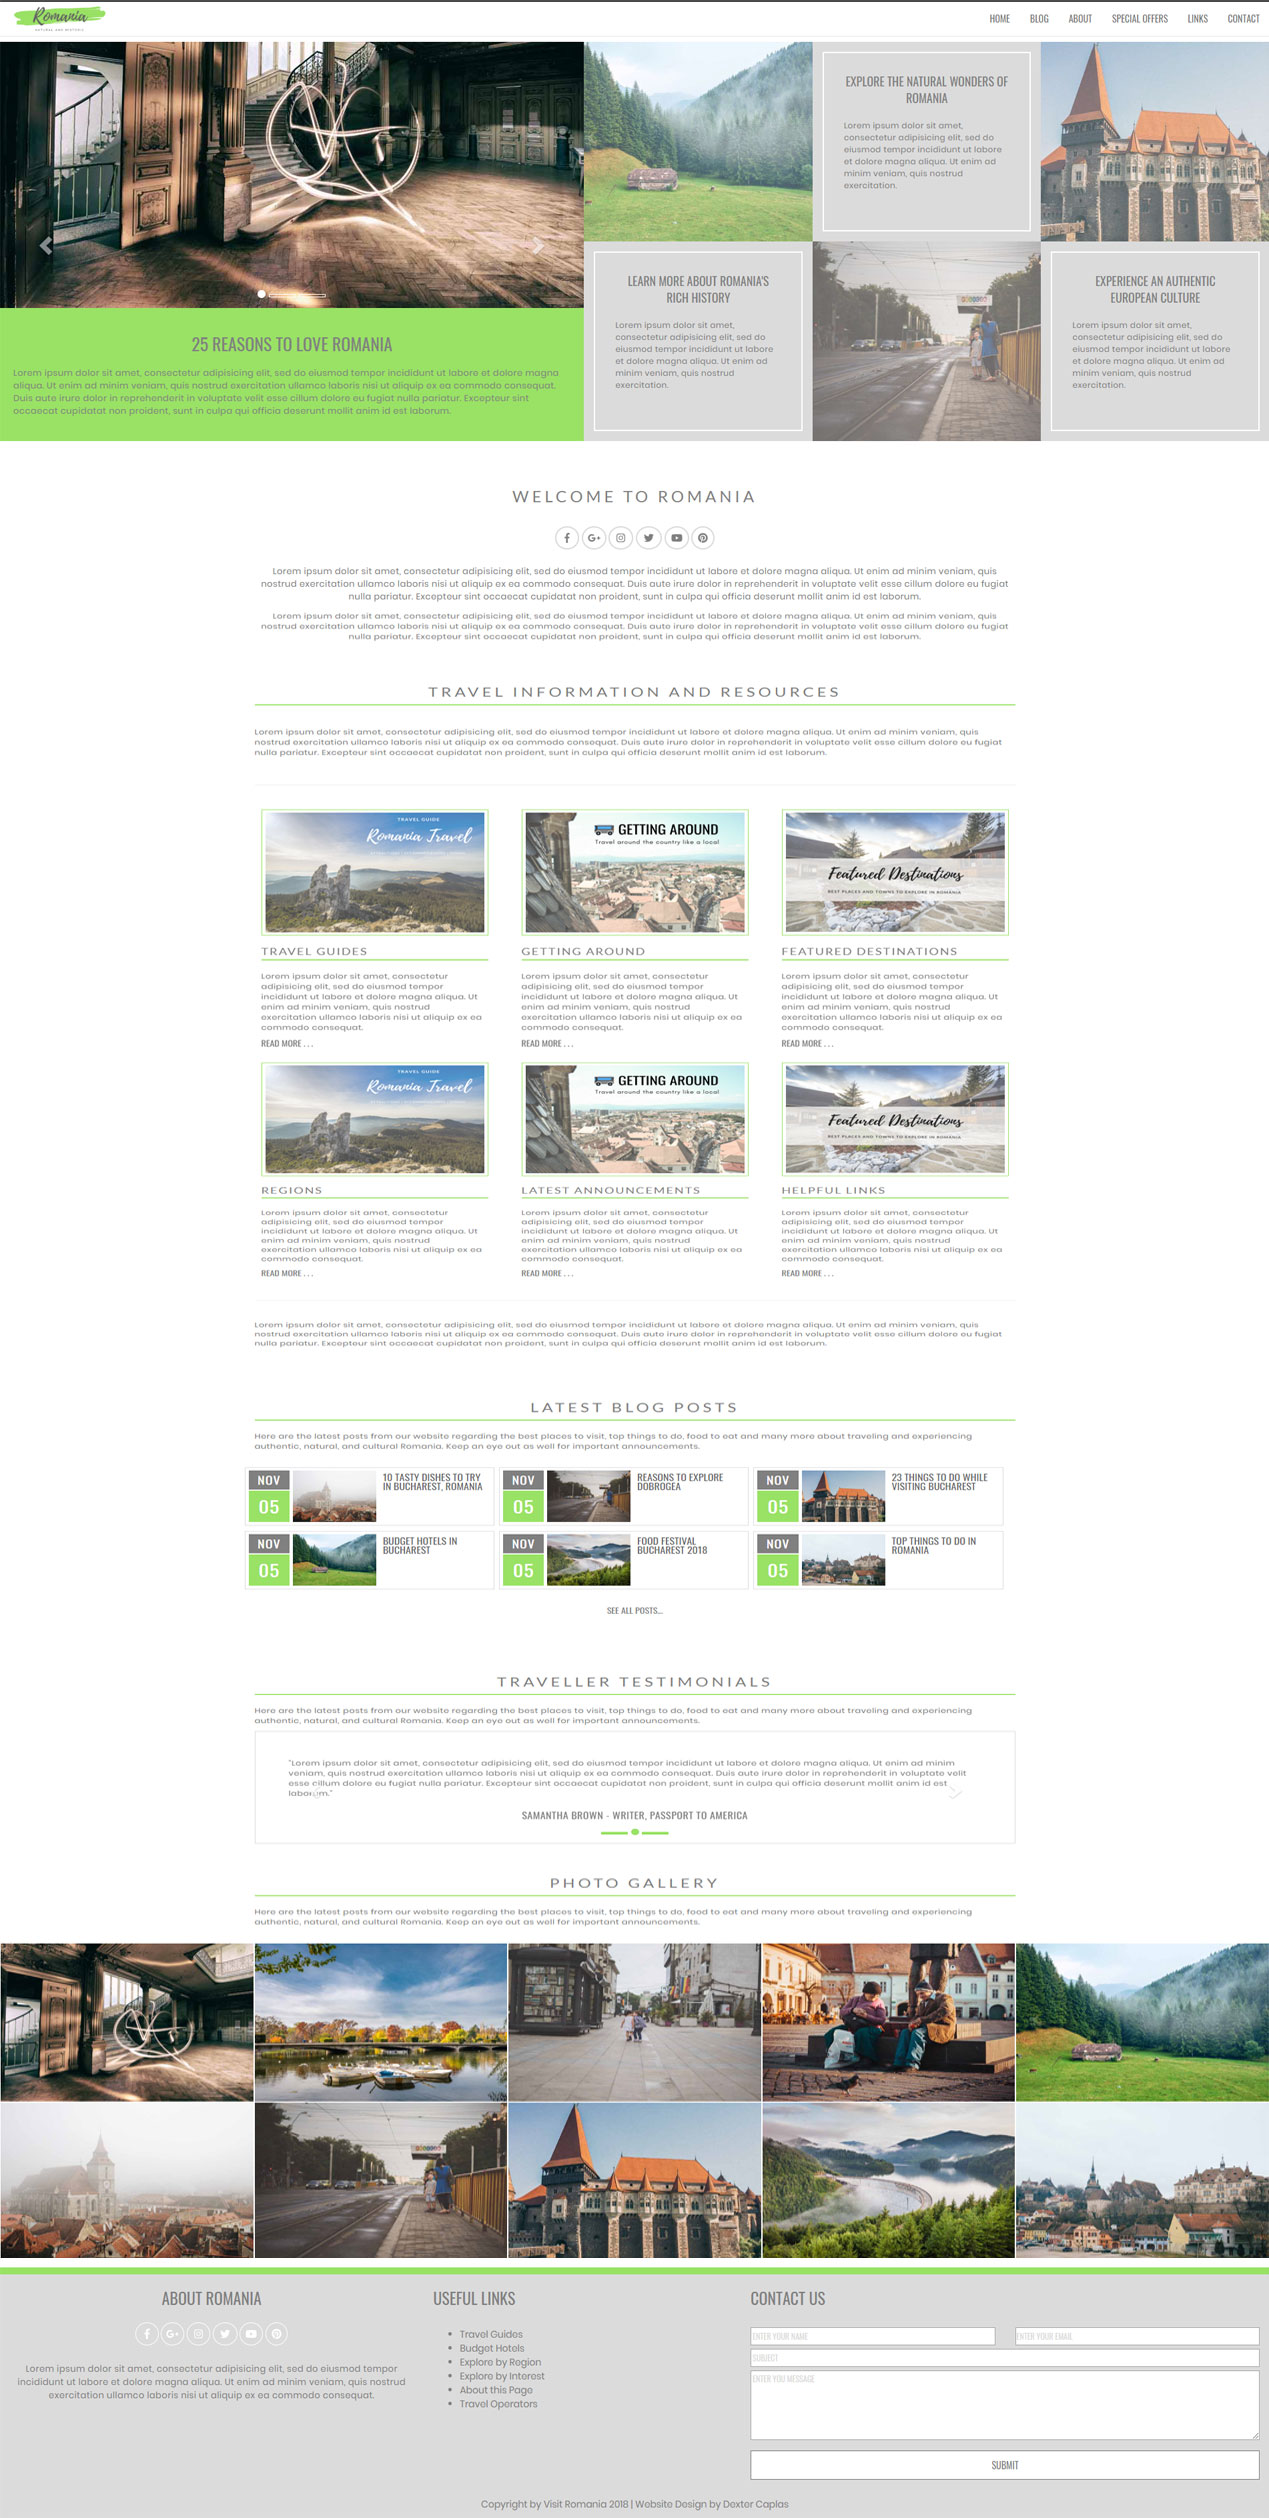 Romania
NATURAL AND HISTORIC
HOME BLOG ABOUT SPECIAL OFFERS LINKS CONTACT
25 REASONS TO LOVE ROMANIA
Lorem ipsum dolor sit amet, consectetur adipisicing elit, sed do eiusmod tempor incididunt ut labore et dolore magna
aliqua. Ut enim ad minim veniam, quis nostrud exercitation ullamco laboris nisi ut aliquip ex ea commodo consequat.
Duis aute irure dolor in reprehenderit in voluptate velit esse cillum dolore eu fugiat nulla pariatur. Excepteur sint
occaecat cupidatat non proident, sunt in culpa qui officia deserunt mollit anim id est laborum.
EXPLORE THE NATURAL WONDERS OF
ROMANIA
Lorem ipsum dolor sit amet,
consectetur adipisicing elit, sed do
eiusmod tempor incididunt ut labore
et dolore magna aliqua. Ut enim ad
minim veniam, quis nostrud
exercitation.
LEARN MORE ABOUT ROMANIA'S
RICH HISTORY
Lorem ipsum dolor sit amet,
consectetur adipisicing elit, sed do
eiusmod tempor incididunt ut labore
et dolore magna aliqua. Ut enim ad
minim veniam, quis nostrud
exercitation.
EXPERIENCE AN AUTHENTIC
EUROPEAN CULTURE
Lorem ipsum dolor sit amet,
consectetur adipisicing elit, sed do
eiusmod tempor incididunt ut labore
et dolore magna aliqua. Ut enim ad
minim veniam, quis nostrud
exercitation.
WELCOME TO ROMANIA
Lorem ipsum dolor sit amet, consectetur adipisicing elit, sed do eiusmod tempor incididunt ut labore et dolore magna aliqua. Ut enim ad minim veniam, quis
nostrud exercitation ullamco laboris nisi ut aliquip ex ea commodo consequat. Duis aute irure dolor in reprehenderit in voluptate velit esse cillum dolore eu fugiat
nulla pariatur. Excepteur sint occaecat cupidatat non proident, sunt in culpa qui officia deserunt mollit anim id est laborum.
Lorem ipsum dolor sit amet, consectetur adipisicing elit, sed do eiusmod tempor incididunt ut labore et dolore magna aliqua. Ut enim ad minim veniam, quis
nostrud exercitation ullamco laboris nisi ut aliquip ex ea commodo consequat. Duis aute irure dolor in reprehenderit in voluptate velit esse cillum dolore eu fugiat
nulla pariatur. Excepteur sint occaecat cupidatat non proident, sunt in culpa qui officia deserunt mollit anim id est laborum.
TRAVEL INFORMATION AND RESOURCES
Lorem ipsum dolor sit amet, consectetur adipisicing elit, sed do eiusmod tempor incididunt ut labore et dolore magna aliqua. Ut enim ad minim veniam, quis
nostrud exercitation ullamco laboris nisi ut aliquip ex ea commodo consequat. Duis aute irure dolor in reprehenderit in voluptate velit esse cillum dolore eu fugiat
nulla pariatur. Excepteur sint occaecat cupidatat non proident, sunt in culpa qui officia deserunt mollit anim id est laborum.
TRAVEL GUIDE
Romania Travel
TRAVEL GUIDES
Lorem ipsum dolor sit amet, consectetur
adipisicing elit, sed do eiusmod tempor
incididunt ut labore et dolore magna aliqua. Ut
enim ad minim veniam, quis nostrud
exercitation ullamco laboris nisi ut aliquip ex ea
commodo consequat.
READ MORE . . .
GETTING AROUND
Travel around the country like a local
GETTING AROUND
Lorem ipsum dolor sit amet, consectetur
adipisicing elit, sed do eiusmod tempor
incididunt ut labore et dolore magna aliqua. Ut
enim ad minim veniam, quis nostrud
exercitation ullamco laboris nisi ut aliquip ex ea
commodo consequat.
READ MORE . . .
Featured Destinations
BEST PLACES AND TOWNS TO EXPLORE IN ROMANIA
FEATURED DESTINATIONS
Lorem ipsum dolor sit amet, consectetur
adipisicing elit, sed do eiusmod tempor
incididunt ut labore et dolore magna aliqua. Ut
enim ad minim veniam, quis nostrud
exercitation ullamco laboris nisi ut aliquip ex ea
commodo consequat.
READ MORE . . .
TRAVEL GUIDE
Romania Travel
REGIONS
Lorem ipsum dolor sit amet, consectetur
adipisicing elit, sed do eiusmod tempor
incididunt ut labore et dolore magna aliqua. Ut
enim ad minim veniam, quis nostrud
exercitation ullamco laboris nisi ut aliquip ex ea
commodo consequat.
READ MORE . . .
GETTING AROUND
Travel around the country like a local
LATEST ANNOUNCEMENTS
Lorem ipsum dolor sit amet, consectetur
adipisicing elit, sed do eiusmod tempor
incididunt ut labore et dolore magna aliqua. Ut
enim ad minim veniam, quis nostrud
exercitation ullamco laboris nisi ut aliquip ex ea
commodo consequat.
READ MORE . . .
Featured Destinations
BEST PLACES AND TOWNS TO EXPLORE IN ROMANIA
HELPFUL LINKS
Lorem ipsum dolor sit amet, consectetur
adipisicing elit, sed do eiusmod tempor
incididunt ut labore et dolore magna aliqua. Ut
enim ad minim veniam, quis nostrud
exercitation ullamco laboris nisi ut aliquip ex ea
commodo consequat.
READ MORE . . .
Lorem ipsum dolor sit amet, consectetur adipisicing elit, sed do eiusmod tempor incididunt ut labore et dolore magna aliqua. Ut enim ad minim veniam, quis
nostrud exercitation ullamco laboris nisi ut aliquip ex ea commodo consequat. Duis aute irure dolor in reprehenderit in voluptate velit esse cillum dolore eu fugiat
nulla pariatur. Excepteur sint occaecat cupidatat non proident, sunt in culpa qui officia deserunt mollit anim id est laborum.
LATEST BLOG POSTS
Here are the latest posts from our website regarding the best places to visit, top things to do, food to eat and many more about traveling and experiencing
authentic, natural, and cultural Romania. Keep an eye out as well for important announcements.
NOV
05
10 TASTY DISHES TO TRY
IN BUCHAREST, ROMANIA
NOV
05
REASONS TO EXPLORE
DOBROGEA
NOV
05
23 THINGS TO DO WHILE
VISITING BUCHAREST
NOV
05
BUDGET HOTELS IN
BUCHAREST
NOV
05
FOOD FESTIVAL
BUCHAREST 2018
NOV
05
TOP THINGS TO DO IN
ROMANIA
SEE ALL POSTS...
TRAVELLER TESTIMONIALS
Here are the latest posts from our website regarding the best places to visit, top things to do, food to eat and many more about traveling and experiencing
authentic, natural, and cultural Romania. Keep an eye out as well for important announcements.
"Lorem ipsum dolor sit amet, consectetur adipisicing elit, sed do eiusmod tempor incididunt ut labore et dolore magna aliqua. Ut enim ad minim
veniam, quis nostrud exercitation ullamco laboris nisi ut aliquip ex ea commodo consequat. Duis aute irure dolor in reprehenderit in voluptate velit
esse cillum dolore eu fugiat nulla pariatur. Excepteur sint occaecat cupidatat non proident, sunt in culpa qui officia deserunt mollit anim id est
laborum."
SAMANTHA BROWN - WRITER, PASSPORT TO AMERICA
PHOTO GALLERY
Here are the latest posts from our website regarding the best places to visit, top things to do, food to eat and many more about traveling and experiencing
authentic, natural, and cultural Romania. Keep an eye out as well for important announcements.
ABOUT ROMANIA
Lorem ipsum dolor sit amet, consectetur adipisicing elit, sed do eiusmod tempor
incididunt ut labore et dolore magna aliqua. Ut enim ad minim veniam, quis nostrud
exercitation ullamco laboris nisi ut aliquip ex ea commodo consequat.
USEFUL LINKS
Travel Guides
Budget Hotels
Explore by Region
Explore by Interest
About this Page
Travel Operators
CONTACT US
ENTER YOUR NAME
ENTER YOUR EMAIL
SUBJECT
ENTER YOU MESSAGE
SUBMIT
Copyright by Visit Romania 2018 | Website Design by Dexter Caplas